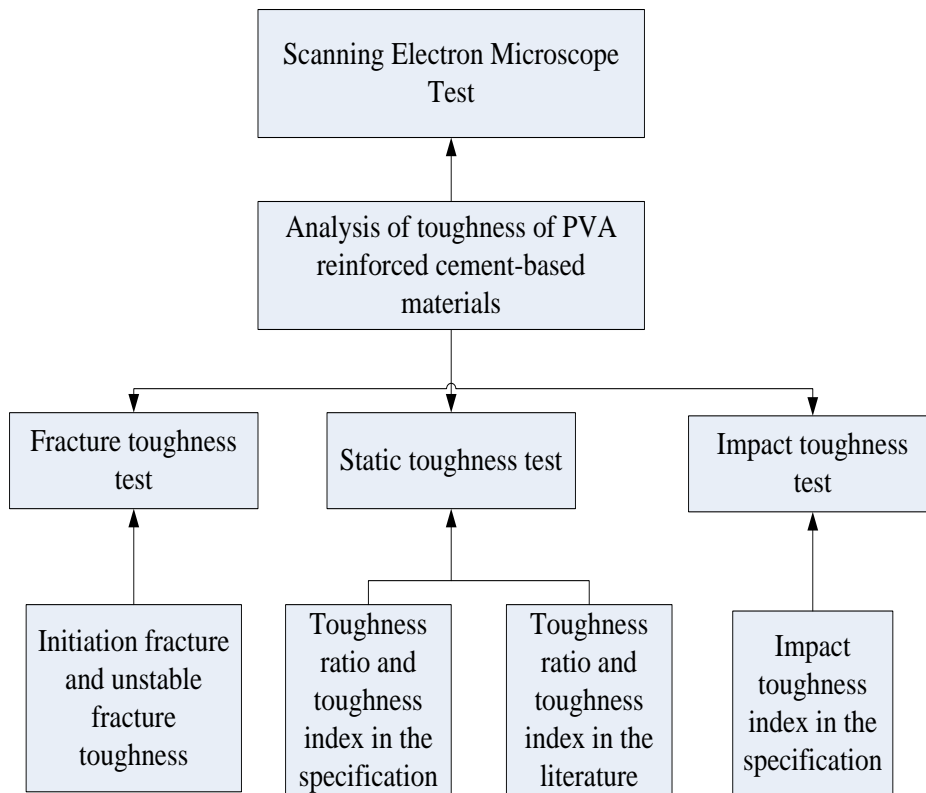 Scanning Electron Microscope
Test
Analysis of toughness of PVA
reinforced cement-based
materials
Fracture toughness
test
Static toughness test
Impact toughness
test
Initiation fracture
and unstable
fracture
toughness
Toughness
ratio and
toughness
index in the
specification
Toughness
ratio and
toughness
index in the
literature
Impact
toughness
index in the
specification